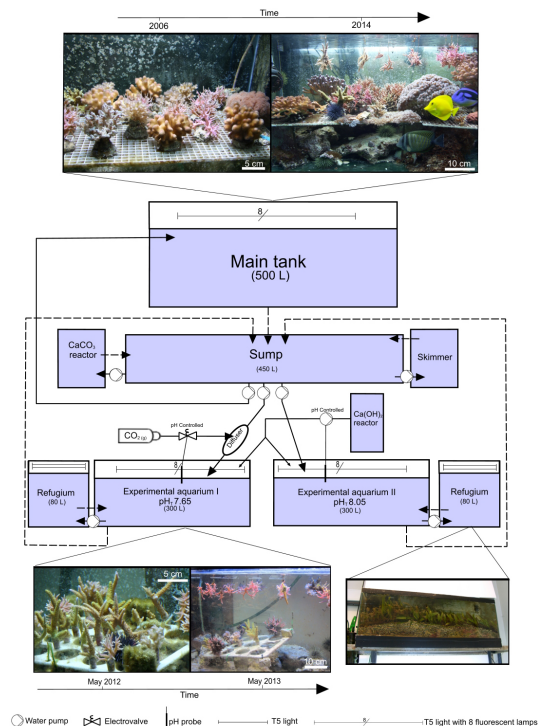 Time
2006
2014
5 cm
10 cm
8
Main tank
(500 L)
CaCO₃
reactor
Sump
(450 L)
Skimmer
pH Controlled
CO₂ (g)
Diffuser
pH Controlled
Ca(OH)₂
reactor
8
8
Refugium
(80 L)
Experimental aquarium I
pHT 7.65
(300 L)
Experimental aquarium II
pHT 8.05
(300 L)
Refugium
(80 L)
5 cm
10 cm
May 2012
May 2013
Time
Water pump
Electrovalve
pH probe
T5 light
8
T5 light with 8 fluorescent lamps